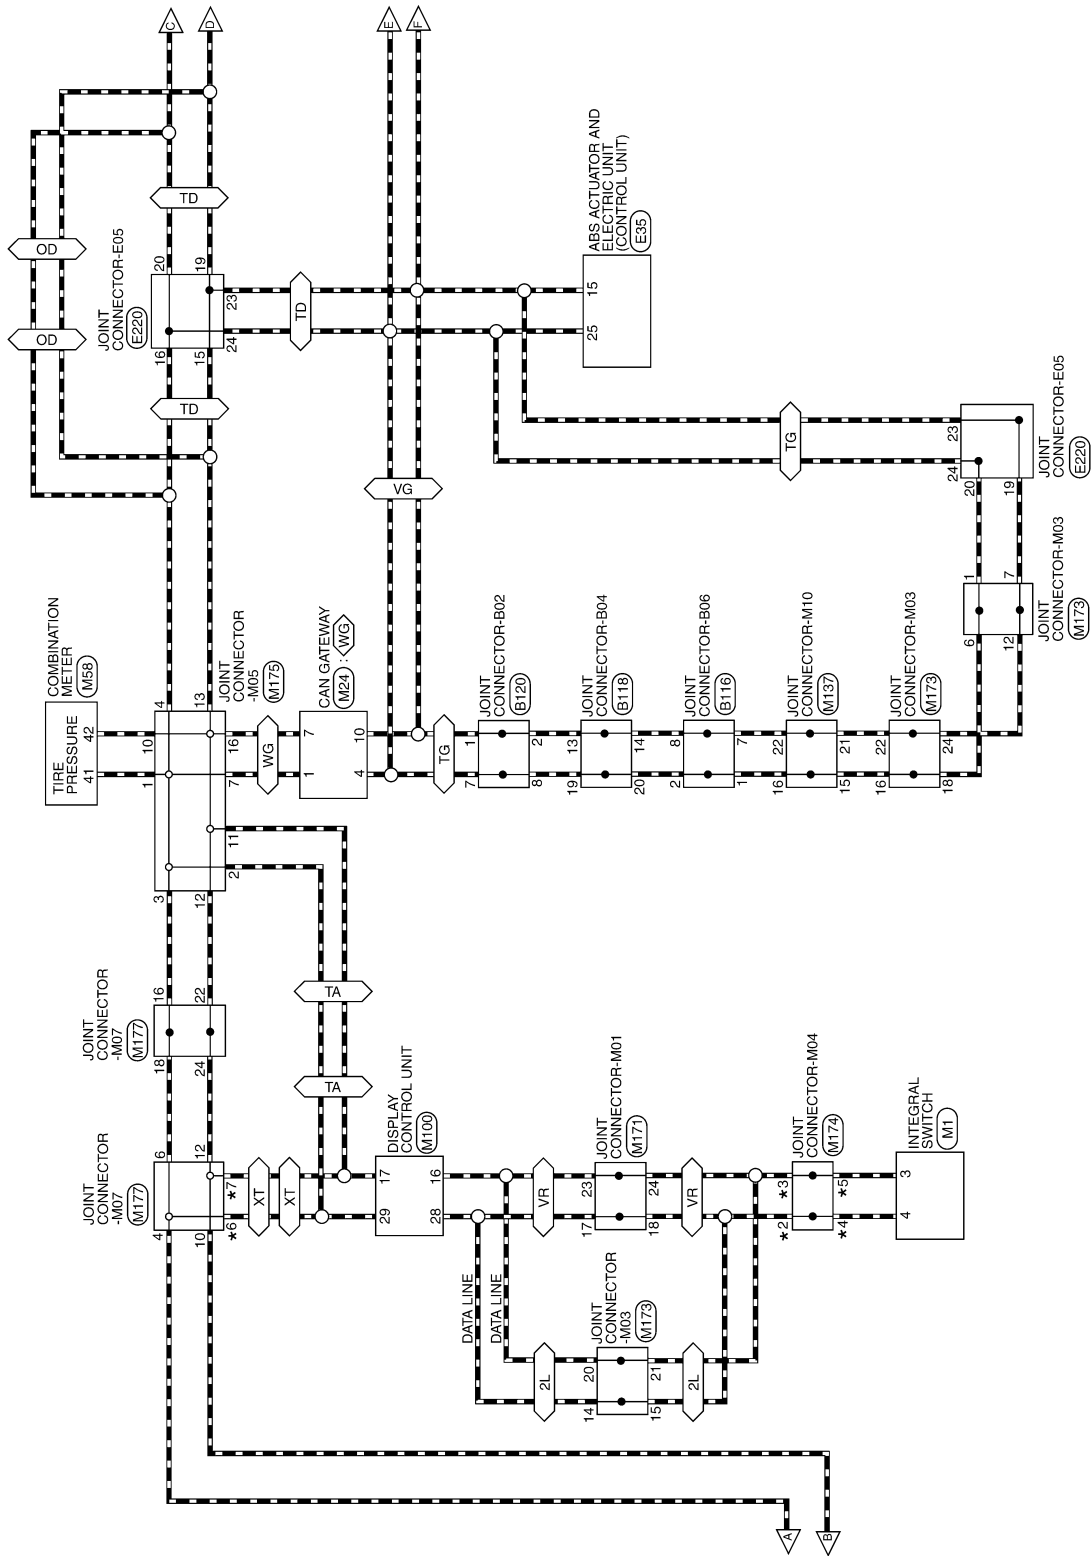 C
D
E
F
OD
TD
OD
JOINT
CONNECTOR-E05
E220
20
19
23
24
16
15
TD
TD
ABS ACTUATOR AND
ELECTRIC UNIT
(CONTROL UNIT)
E35
15
25
VG
TG
JOINT
CONNECTOR-E05
E220
23
24
20
19
JOINT
CONNECTOR-M03
M173
1
7
6
12
COMBINATION
METER
M58
TIRE
PRESSURE
41
42
JOINT
CONNECTOR
-M05
M175
4
13
10
1
16
7
11
2
3
12
WG
CAN GATEWAY
M24 : WG
7
1
10
4
TG
JOINT
CONNECTOR-B02
B120
1
7
2
8
JOINT
CONNECTOR-B04
B118
13
19
14
20
JOINT
CONNECTOR-B06
B116
8
2
7
1
JOINT
CONNECTOR-M10
M137
22
16
21
15
JOINT
CONNECTOR-M03
M173
22
16
24
18
JOINT
CONNECTOR
-M07
M177
16
22
18
24
TA
TA
JOINT
CONNECTOR
-M07
M177
6
12
4
10
*7
*6
XT
XT
DISPLAY
CONTROL UNIT
M100
17
29
16
28
VR
JOINT
CONNECTOR-M01
M171
23
17
24
18
VR
JOINT
CONNECTOR-M04
M174
*3
*2
*5
*4
INTEGRAL
SWITCH
M1
3
4
DATA LINE
DATA LINE
2L
JOINT
CONNECTOR
-M03
M173
20
14
21
15
2L
A
B